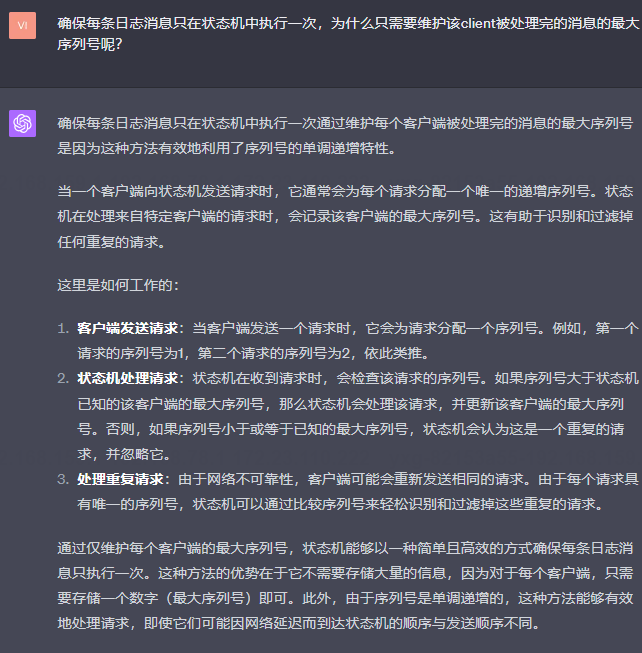 VI
确保每条日志消息只在状态机中执行一次，为什么只需要维护该client被处理完的消息的最大
序列号呢？
确保每条日志消息只在状态机中执行一次通过维护每个客户端被处理完的消息的最大序列号
是因为这种方法有效地利用了序列号的单调递增特性。
当一个客户端向状态机发送请求时，它通常会为每个请求分配一个唯一的递增序列号。状态
机在处理来自特定客户端的请求时，会记录该客户端的最大序列号。这有助于识别和过滤掉
任何重复的请求。
这里是如何工作的：
1. 客户端发送请求：当客户端发送一个请求时，它会为请求分配一个序列号。例如，第一个
请求的序列号为1，第二个请求的序列号为2，依此类推。
2. 状态机处理请求：状态机在收到请求时，会检查该请求的序列号。如果序列号大于状态机
已知的该客户端的最大序列号，那么状态机会处理该请求，并更新该客户端的最大序列
号。否则，如果序列号小于或等于已知的最大序列号，状态机会认为这是一个重复的请
求，并忽略它。
3. 处理重复请求：由于网络不可靠性，客户端可能会重新发送相同的请求。由于每个请求具
有唯一的序列号，状态机可以通过比较序列号来轻松识别和过滤掉这些重复的请求。
通过仅维护每个客户端的最大序列号，状态机能够以一种简单且高效的方式确保每条日志消
息只执行一次。这种方法的优势在于它不需要存储大量的信息，因为对于每个客户端，只需
要存储一个数字（最大序列号）即可。此外，由于序列号是单调递增的，这种方法能够有效
地处理请求，即使它们可能因网络延迟而到达状态机的顺序与发送顺序不同。